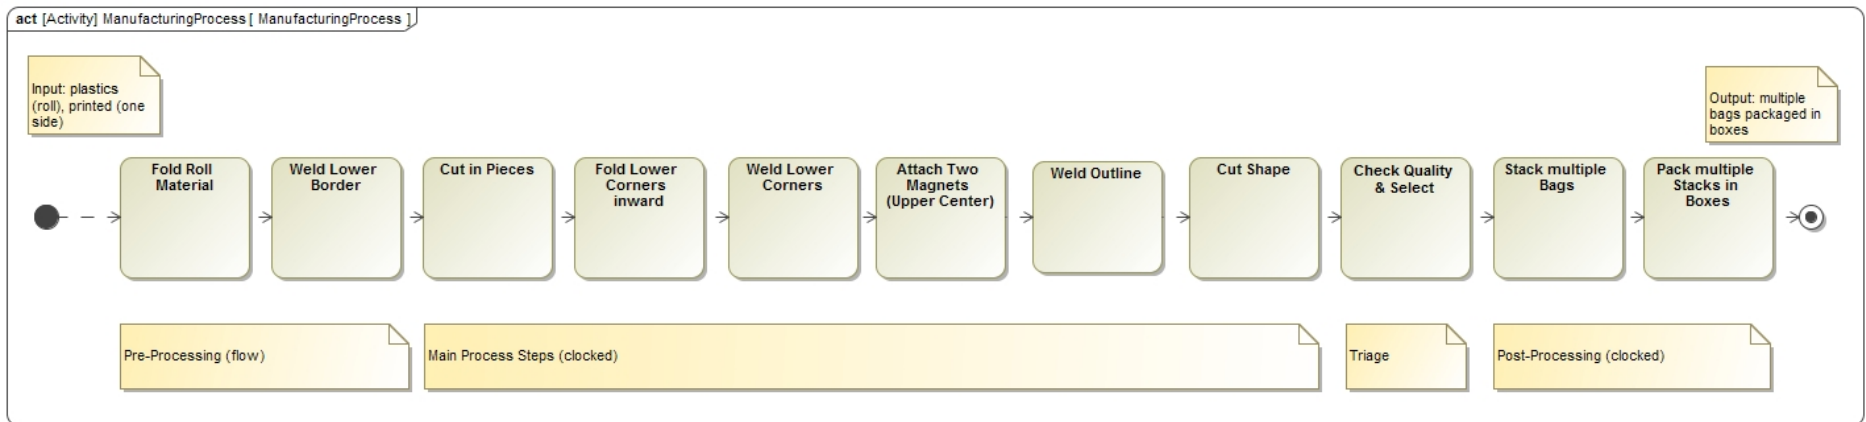 act [Activity] ManufacturingProcess [ ManufacturingProcess ]
Input: plastics
(roll), printed (one
side)
Output: multiple
bags packaged in
boxes
Fold Roll
Material
Weld Lower
Border
Cut in Pieces
Fold Lower
Corners
inward
Weld Lower
Corners
Attach Two
Magnets
(Upper Center)
Weld Outline
Cut Shape
Check Quality
& Select
Stack multiple
Bags
Pack multiple
Stacks in
Boxes
Pre-Processing (flow)
Main Process Steps (clocked)
Triage
Post-Processing (clocked)